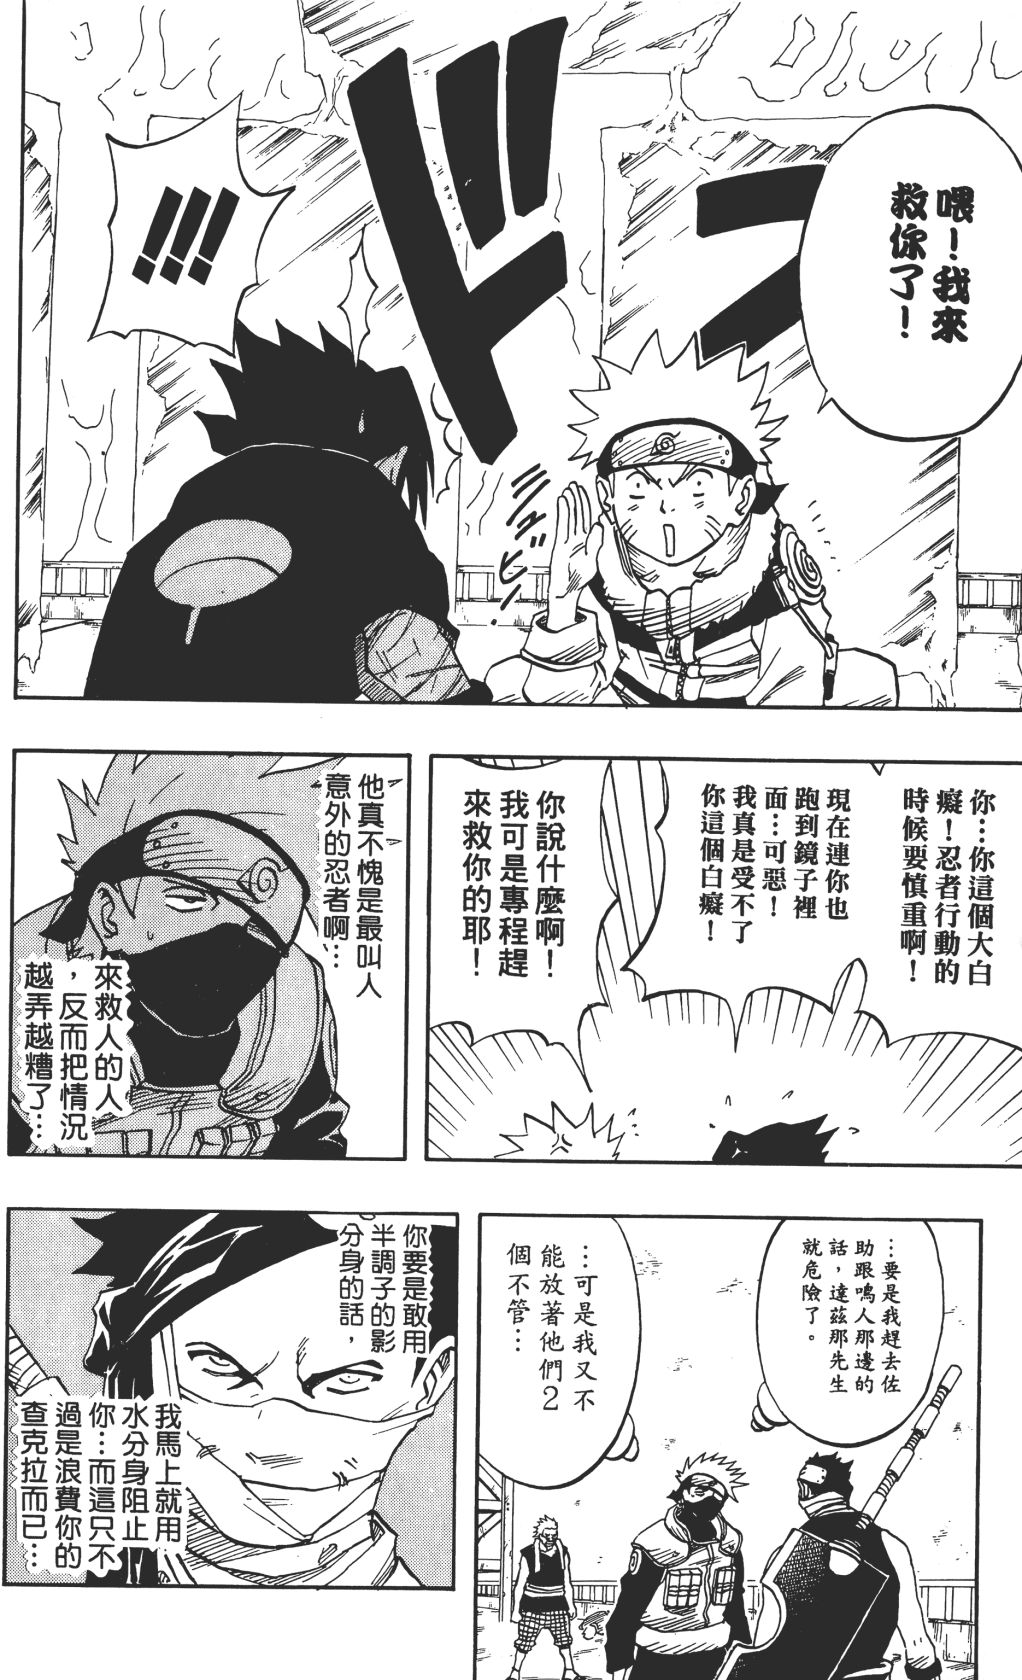 喂！我來
救你了！
!!!
ドン
ビッ
你…你這個大白
癡！忍者行動的
時候要慎重啊！
現在連你也
跑到鏡子裡
面…可惡！
我真是受不了
你這個白癡！
你說什麼啊！
我可是專程趕
來救你的耶！
他真不愧是最叫人
意外的忍者啊…
來救人的人
，反而把情況
越弄越糟了…
…要是我趕去佐
助跟鳴人那邊的
話，達茲那先生
就危險了。
…可是我又不
能放著他們2
個不管…
你要是敢用
半調子的影
分身的話，
我馬上就用
水分身阻止
你…而這只不
過是浪費你的
查克拉而已…